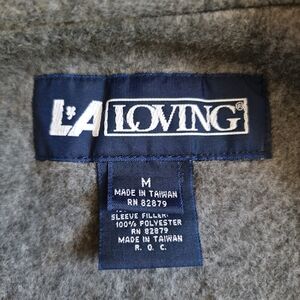 L*A LOVING®
M
MADE IN TAIWAN
RN 82879
SLEEVE FILLER:
100% POLYESTER
RN 82879
MADE IN TAIWAN
R. O. C.